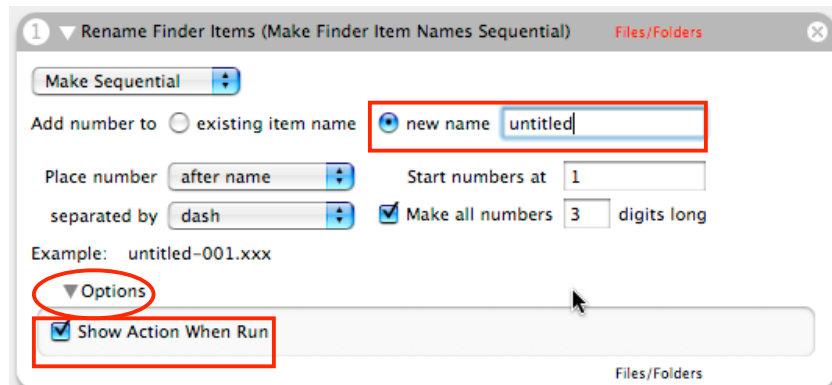 1 Rename Finder Items (Make Finder Item Names Sequential) Files/Folders
Make Sequential
Add number to existing item name new name untitled
Place number after name Start numbers at 1
separated by dash Make all numbers 3 digits long
Example: untitled-001.xxx
Options
Show Action When Run
Files/Folders